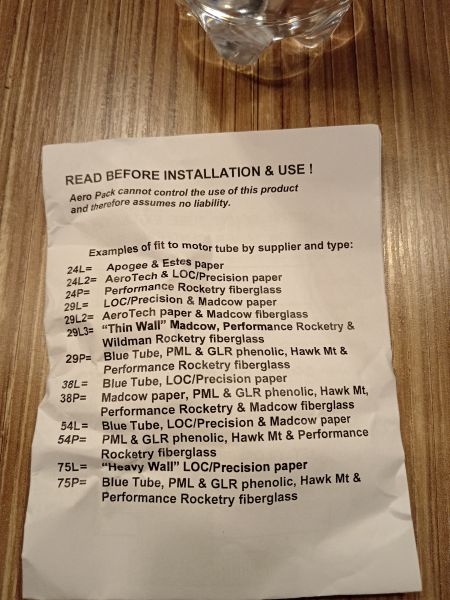 READ BEFORE INSTALLATION & USE !
Aero Pack cannot control the use of this product
and therefore assumes no liability.
Examples of fit to motor tube by supplier and type:
24L= Apogee & Estes paper
24L2= AeroTech & LOC/Precision paper
24P= Performance Rocketry fiberglass
29L= LOC/Precision & Madcow paper
29L2= AeroTech paper & Madcow fiberglass
29L3= "Thin Wall" Madcow, Performance Rocketry &
Wildman Rocketry fiberglass
29P= Blue Tube, PML & GLR phenolic, Hawk Mt &
Performance Rocketry fiberglass
38L= Blue Tube, LOC/Precision paper
38P= Madcow paper, PML & GLR phenolic, Hawk Mt,
Performance Rocketry & Madcow fiberglass
54L= Blue Tube, LOC/Precision & Madcow paper
54P= PML & GLR phenolic, Hawk Mt & Performance
Rocketry fiberglass
75L= "Heavy Wall" LOC/Precision paper
75P= Blue Tube, PML & GLR phenolic, Hawk Mt &
Performance Rocketry fiberglass